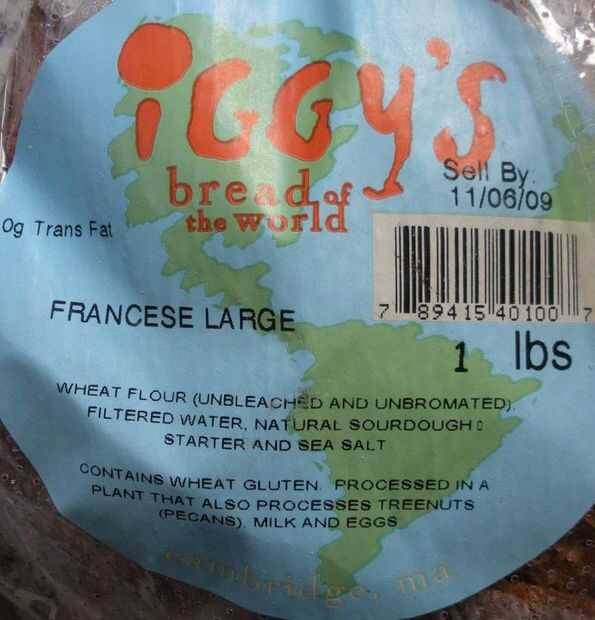 iGGy's
bread of
the world
Sell By:
11/06/09
0g Trans Fat
7 89415 40100 7
FRANCESE LARGE
1 lbs
WHEAT FLOUR (UNBLEACHED AND UNBROMATED),
FILTERED WATER, NATURAL SOURDOUGH
STARTER AND SEA SALT
CONTAINS WHEAT GLUTEN. PROCESSED IN A
PLANT THAT ALSO PROCESSES TREENUTS
(PECANS), MILK AND EGGS
cambridge, ma